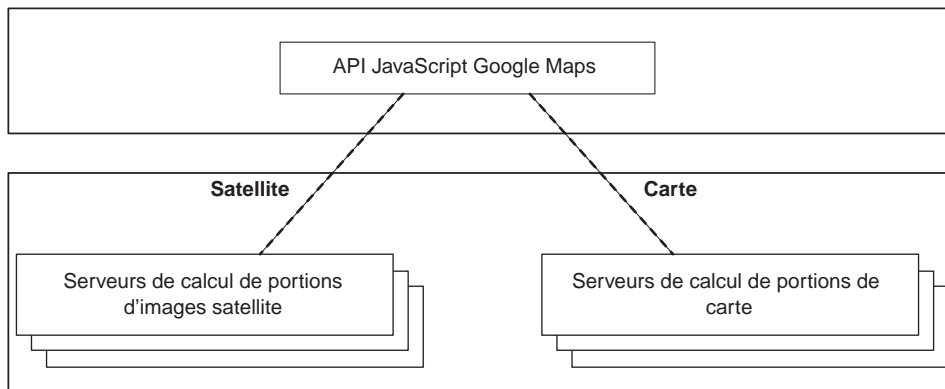 API JavaScript Google Maps
Satellite
Carte
Serveurs de calcul de portions
d'images satellite
Serveurs de calcul de portions de
carte